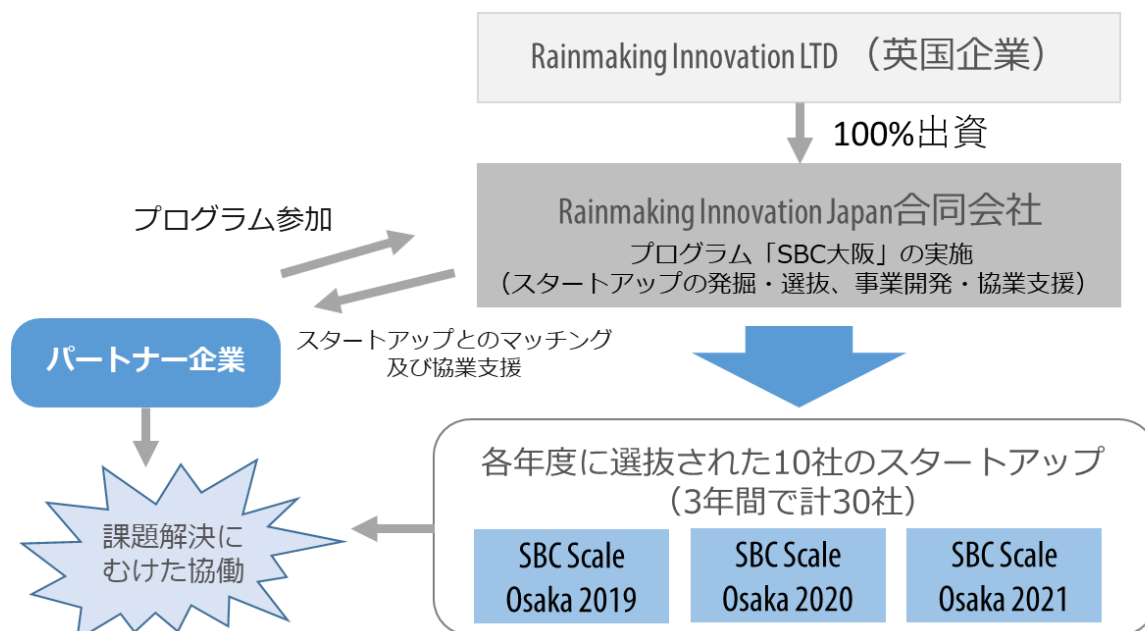 Rainmaking Innovation LTD （英国企業）
100%出資
Rainmaking Innovation Japan合同会社
プログラム「SBC大阪」の実施
（スタートアップの発掘・選抜、事業開発・協業支援）
プログラム参加
スタートアップとのマッチング
及び協業支援
パートナー企業
各年度に選抜された10社のスタートアップ
（3年間で計30社）
SBC Scale
Osaka 2019
SBC Scale
Osaka 2020
SBC Scale
Osaka 2021
課題解決に
むけた協働